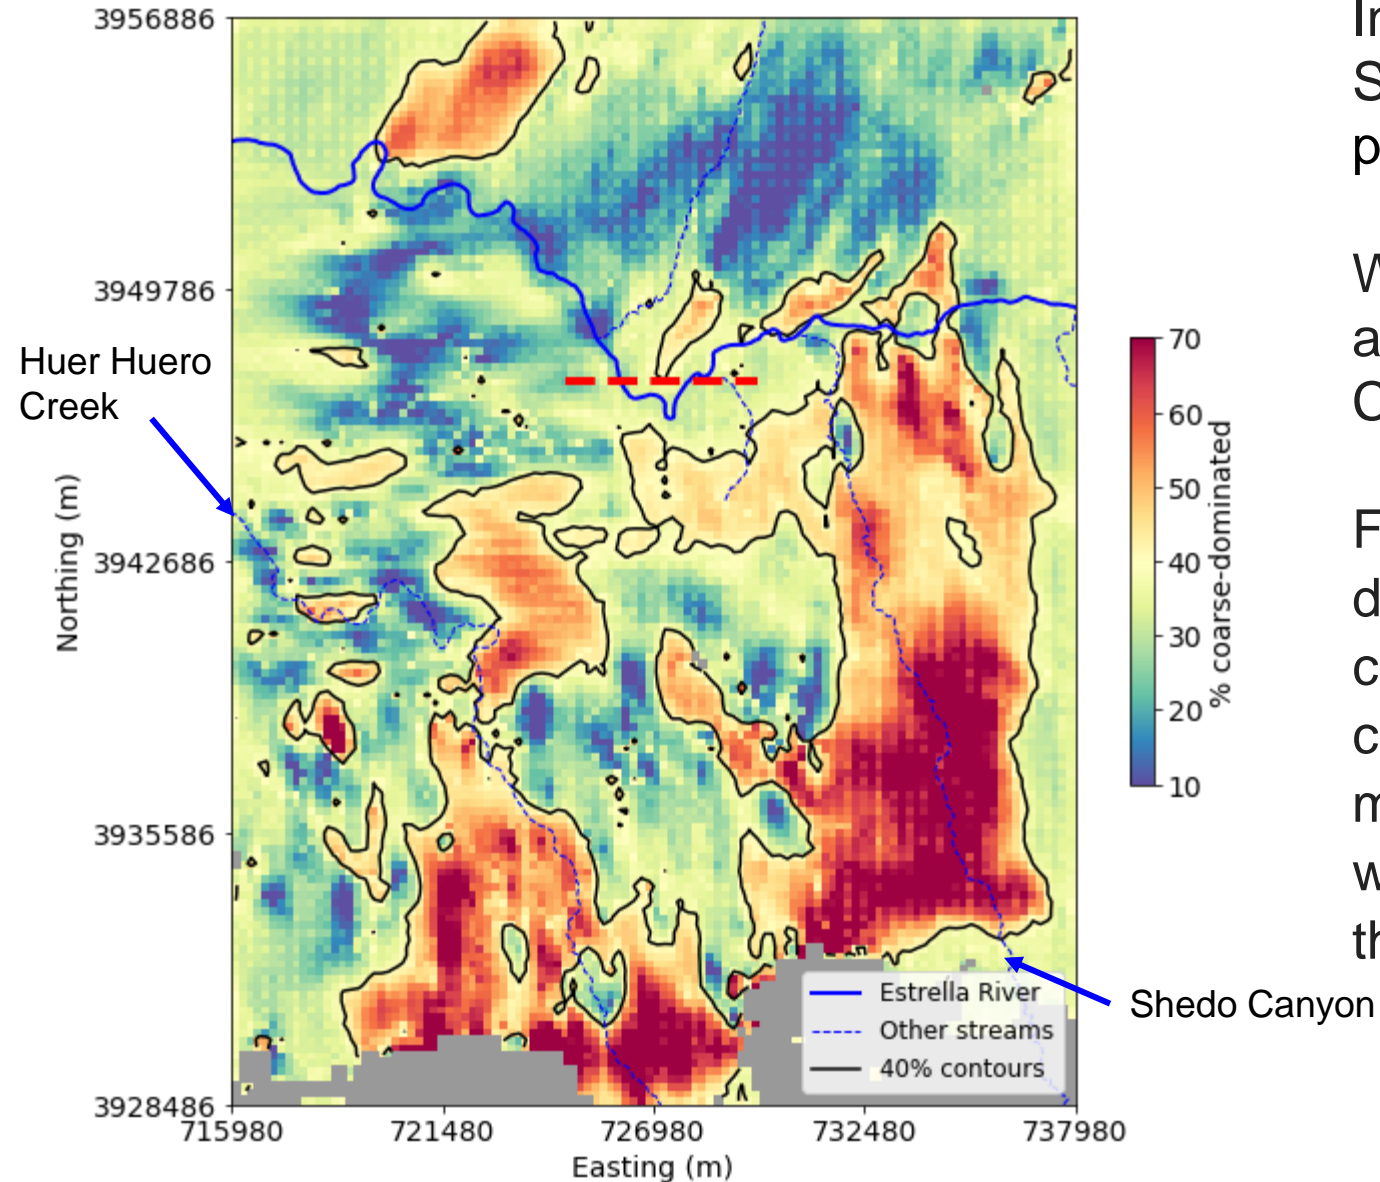 3956886
3949786
3942686
3935586
3928486
Northing (m)
715980
721480
726980
732480
737980
Easting (m)
Huer Huero
Creek
70
60
50
40
30
20
10
% coarse-dominated
Estrella River
Other streams
40% contours
Shedo Canyon